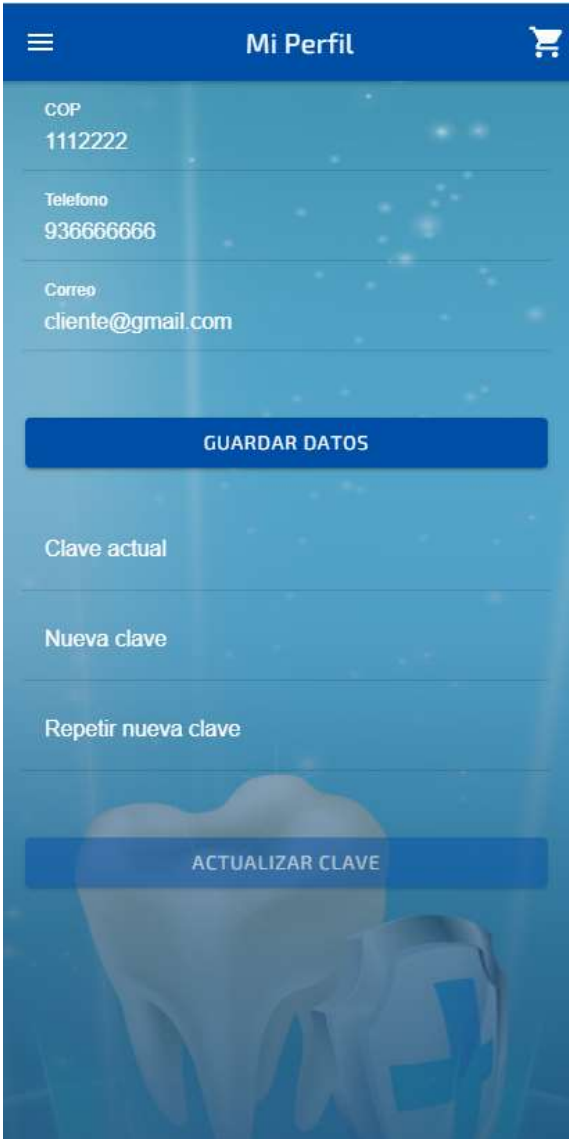 Mi Perfil
COP
1112222
Telefono
936666666
Correo
cliente@gmail.com
GUARDAR DATOS
Clave actual
Nueva clave
Repetir nueva clave
ACTUALIZAR CLAVE